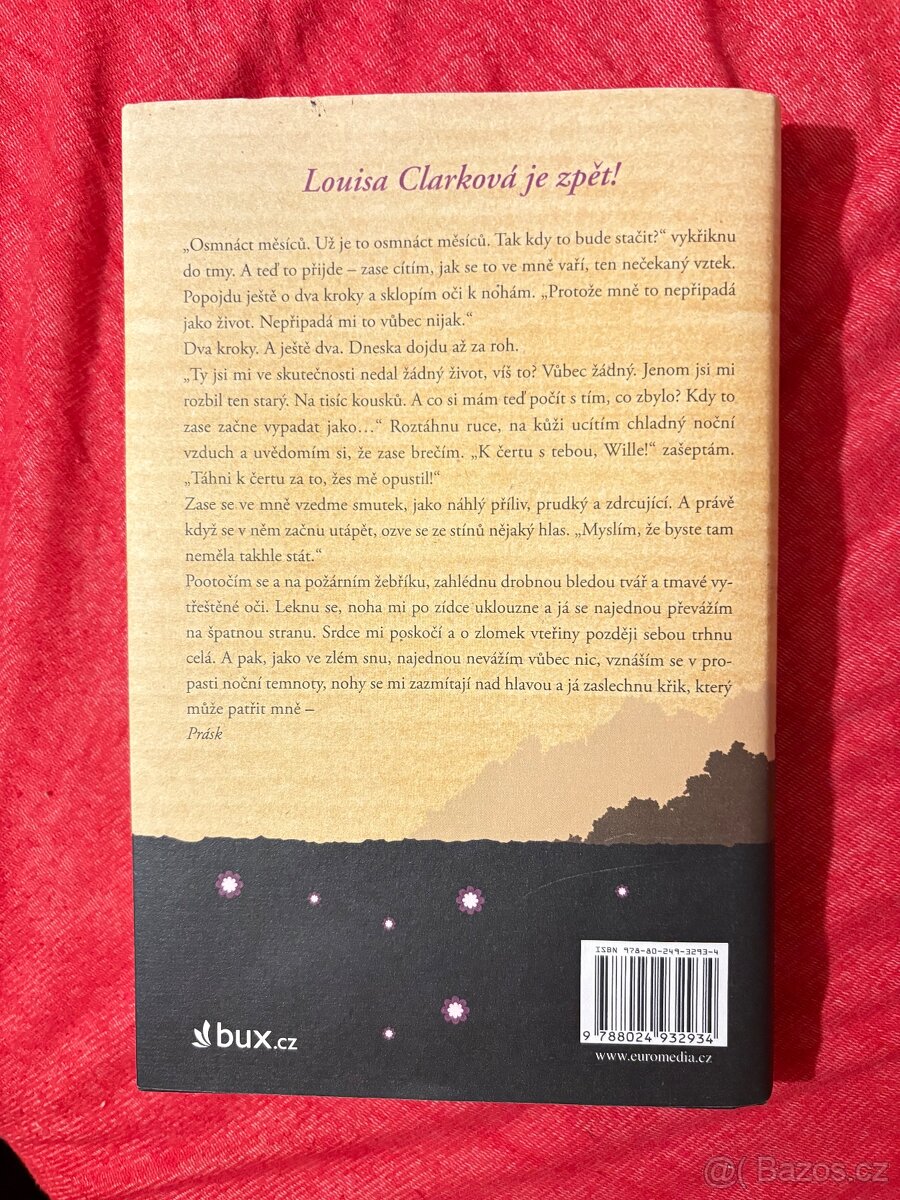 Louisa Clarková je zpět!
„Osmnáct měsíců. Už je to osmnáct měsíců. Tak kdy to bude stačit?“ vykřiknu
do tmy. A teď to přijde – zase cítím, jak se to ve mně vaří, ten nečekaný vztek.
Popojdu ještě o dva kroky a sklopím oči k nohám. „Protože mně to nepřipadá
jako život. Nepřipadá mi to vůbec nijak.“
Dva kroky. A ještě dva. Dneska dojdu až za roh.
„Ty jsi mi ve skutečnosti nedal žádný život, víš to? Vůbec žádný. Jenom jsi mi
rozbil ten starý. Na tisíc kousků. A co si mám teď počít s tím, co zbylo? Kdy to
zase začne vypadat jako…“ Roztáhnu ruce, na kůži ucítím chladný noční
vzduch a uvědomím si, že zase brečím. „K čertu s tebou, Wille!“ zašeptám.
„Táhni k čertu za to, žes mě opustil!“
Zase se ve mně vzedme smutek, jako náhlý příliv, prudký a zdrcující. A právě
když se v něm začnu utápět, ozve se ze stínů nějaký hlas. „Myslím, že byste tam
neměla takhle stát.“
Pootočím se a na požárním žebříku, zahlédnu drobnou bledou tvář a tmavé vy-
třeštěné oči. Leknu se, noha mi po zídce uklouzne a já se najednou převážím
na špatnou stranu. Srdce mi poskočí a o zlomek vteřiny později sebou trhnu
celá. A pak, jako ve zlém snu, najednou nevážím vůbec nic, vznáším se v pro-
pasti noční temnoty, nohy se mi zazmítají nad hlavou a já zaslechnu křik, který
může patřit mně –
Prásk
ISBN 978-80-249-3293-4
9 788024 932934
bux.cz
www.euromedia.cz
@( Bazos.cz